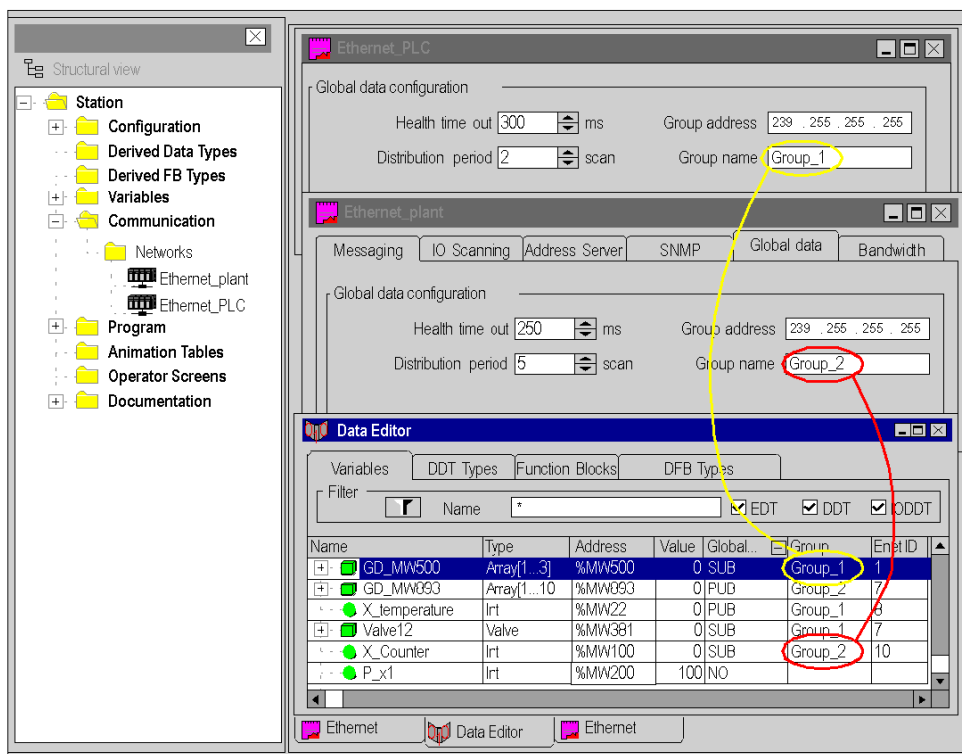 Structural view
Station
Configuration
Derived Data Types
Derived FB Types
Variables
Communication
Networks
Ethernet_plant
Ethernet_PLC
Program
Animation Tables
Operator Screens
Documentation
Ethernet_PLC
Global data configuration
Health time out 300 ms Group address 239 . 255 . 255 . 255
Distribution period 2 scan Group name Group_1
Ethernet_plant
Messaging IO Scanning Address Server SNMP Global data Bandwidth
Global data configuration
Health time out 250 ms Group address 239 . 255 . 255 . 255
Distribution period 5 scan Group name Group_2
Data Editor
Variables DDT Types Function Blocks DFB Types
Filter
Name * EDT DDT IODDT
Name Type Address Value Global... Group Enet ID
GD_MW500 Array[1...3] %MW500 0 SUB Group_1 1
GD_MW893 Array[1...10 %MW893 0 PUB Group_2 7
X_temperature Int %MW22 0 PUB Group_1 8
Valve12 Valve %MW381 0 SUB Group_1 7
X_Counter Int %MW100 0 SUB Group_2 10
P_x1 Int %MW200 100 NO
Ethernet Data Editor Ethernet